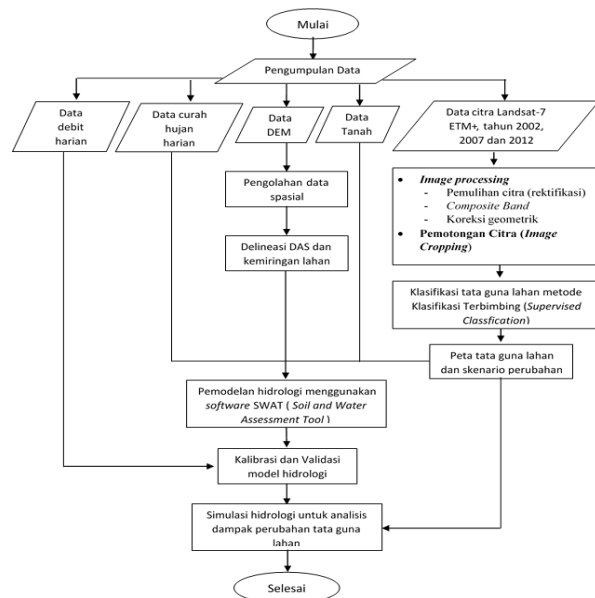 Mulai
Pengumpulan Data
Data
debit
harian
Data curah
hujan
harian
Data
DEM
Data
Tanah
Data citra Landsat-7
ETM+, tahun 2002,
2007 dan 2012
Pengolahan data
spasial
• Image processing
- Pemulihan citra (rektifikasi)
- Composite Band
- Koreksi geometrik
• Pemotongan Citra (Image
Cropping)
Delineasi DAS dan
kemiringan lahan
Klasifikasi tata guna lahan metode
Klasifikasi Terbimbing (Supervised
Classfication)
Peta tata guna lahan
dan skenario perubahan
Pemodelan hidrologi menggunakan
software SWAT ( Soil and Water
Assessment Tool )
Kalibrasi dan Validasi
model hidrologi
Simulasi hidrologi untuk analisis
dampak perubahan tata guna
lahan
Selesai